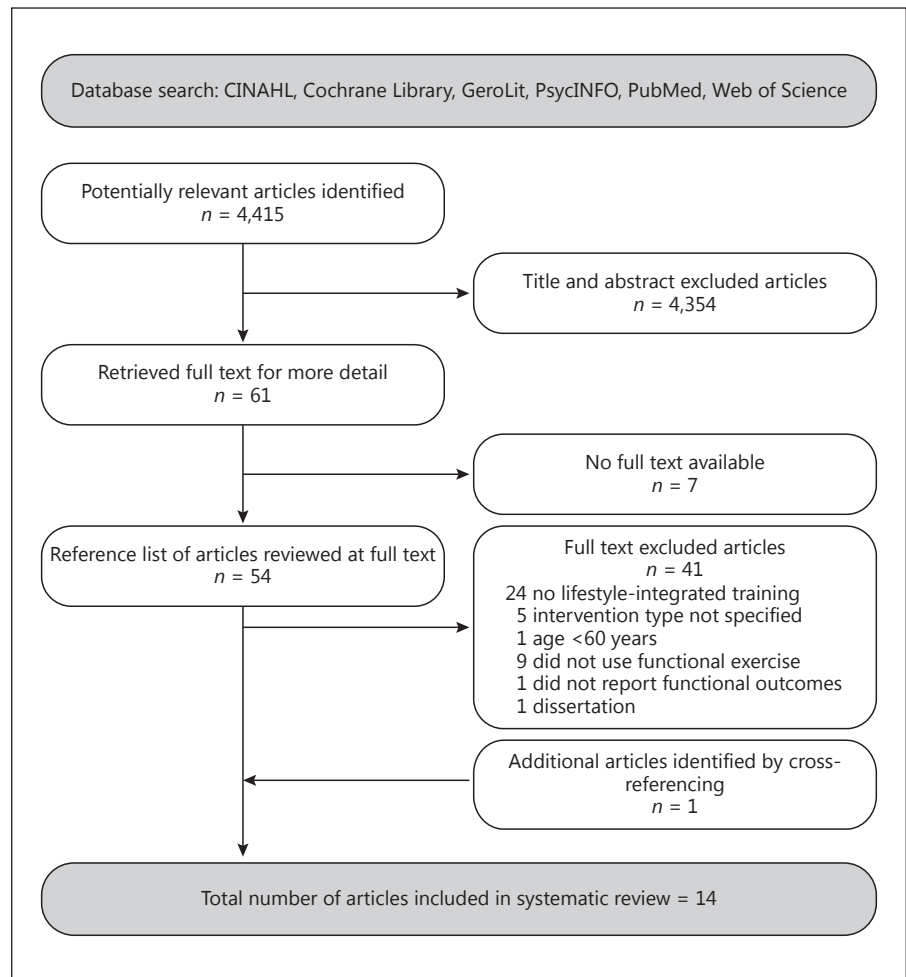 Database search: CINAHL, Cochrane Library, GeroLit, PsycINFO, PubMed, Web of Science
Potentially relevant articles identified
n = 4,415
Title and abstract excluded articles
n = 4,354
Retrieved full text for more detail
n = 61
No full text available
n = 7
Reference list of articles reviewed at full text
n = 54
Full text excluded articles
n = 41
24 no lifestyle-integrated training
5 intervention type not specified
1 age <60 years
9 did not use functional exercise
1 did not report functional outcomes
1 dissertation
Additional articles identified by cross-
referencing
n = 1
Total number of articles included in systematic review = 14